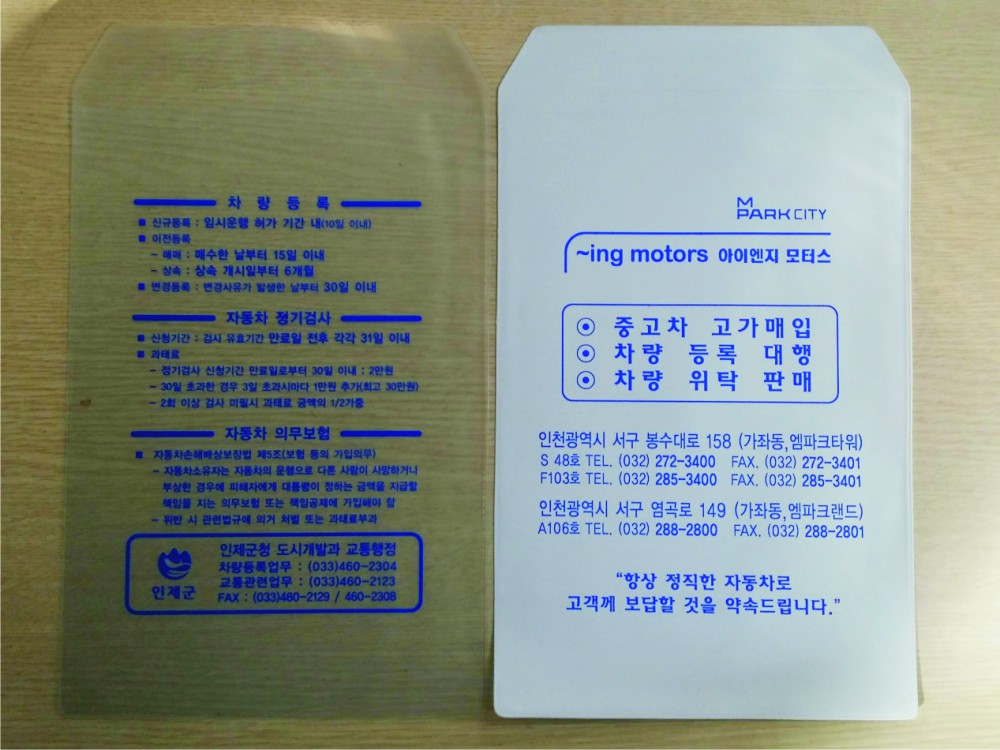 차 량 등 록
■ 신규등록 : 임시운행 허가 기간 내(10일 이내)
■ 이전등록
- 매매 : 매수한 날부터 15일 이내
- 상속 : 상속 개시일부터 6개월
■ 변경등록 : 변경사유가 발생한 날부터 30일 이내
자동차 정기검사
■ 신청기간 : 검사 유효기간 만료일 전후 각각 31일 이내
■ 과태료
- 정기검사 신청기간 만료일로부터 30일 이내 : 2만원
- 30일 초과한 경우 3일 초과시마다 1만원 추가(최고 30만원)
- 2회 이상 검사 미필시 과태료 금액의 1/2가중
자동차 의무보험
■ 자동차손해배상보장법 제5조(보험 등의 가입의무)
- 자동차소유자는 자동차의 운행으로 다른 사람이 사망하거나
부상한 경우에 피해자에게 대통령이 정하는 금액을 지급할
책임을 지는 의무보험 또는 책임공제에 가입해야 함
- 위반 시 관련법규에 의거 처벌 또는 과태료부과
인제군
인제군청 도시개발과 교통행정
차량등록업무 : (033)460-2304
교통관련업무 : (033)460-2123
FAX : (033)460-2129 / 460-2308
M
PARK CITY
~ing motors 아이엔지 모터스
◉ 중고차 고가매입
◉ 차량 등록 대행
◉ 차량 위탁 판매
인천광역시 서구 봉수대로 158 (가좌동,엠파크타워)
S 48호 TEL. (032) 272-3400 FAX. (032) 272-3401
F103호 TEL. (032) 285-3400 FAX. (032) 285-3401
인천광역시 서구 염곡로 149 (가좌동,엠파크랜드)
A106호 TEL. (032) 288-2800 FAX. (032) 288-2801
“항상 정직한 자동차로
고객께 보답할 것을 약속드립니다.”